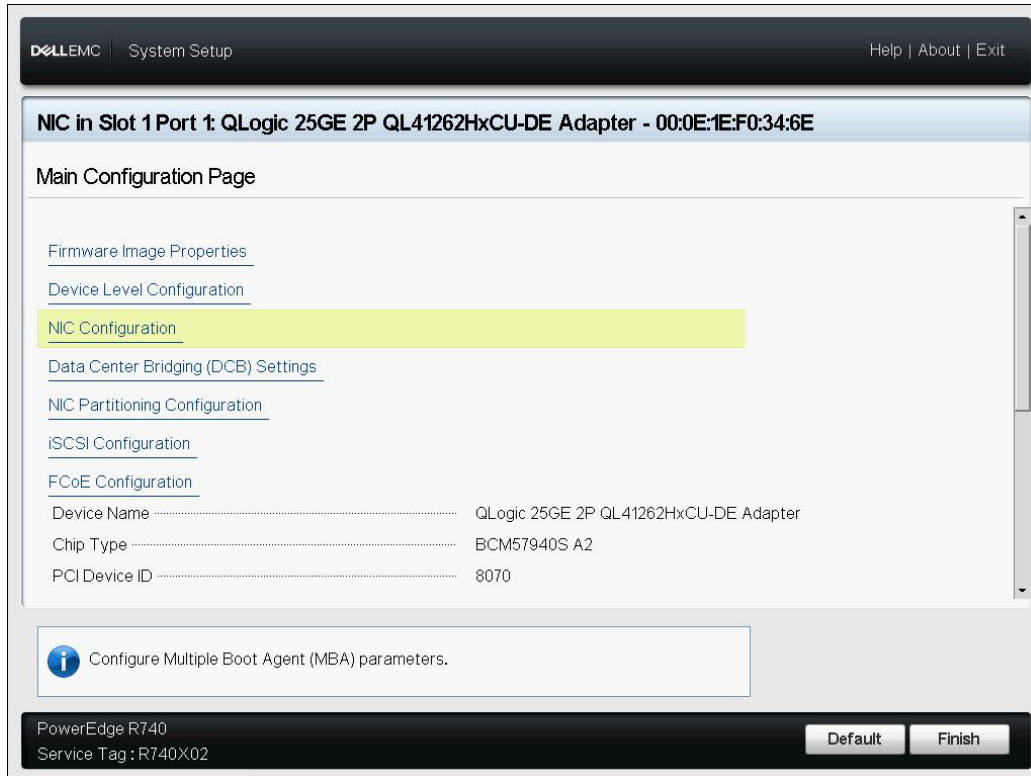 DELLEMC System Setup Help | About | Exit
NIC in Slot 1 Port 1: QLogic 25GE 2P QL41262HxCU-DE Adapter - 00:0E:1E:F0:34:6E
Main Configuration Page
Firmware Image Properties
Device Level Configuration
NIC Configuration
Data Center Bridging (DCB) Settings
NIC Partitioning Configuration
iSCSI Configuration
FCoE Configuration
Device Name QLogic 25GE 2P QL41262HxCU-DE Adapter
Chip Type BCM57940S A2
PCI Device ID 8070
Configure Multiple Boot Agent (MBA) parameters.
PowerEdge R740
Service Tag : R740X02
Default Finish